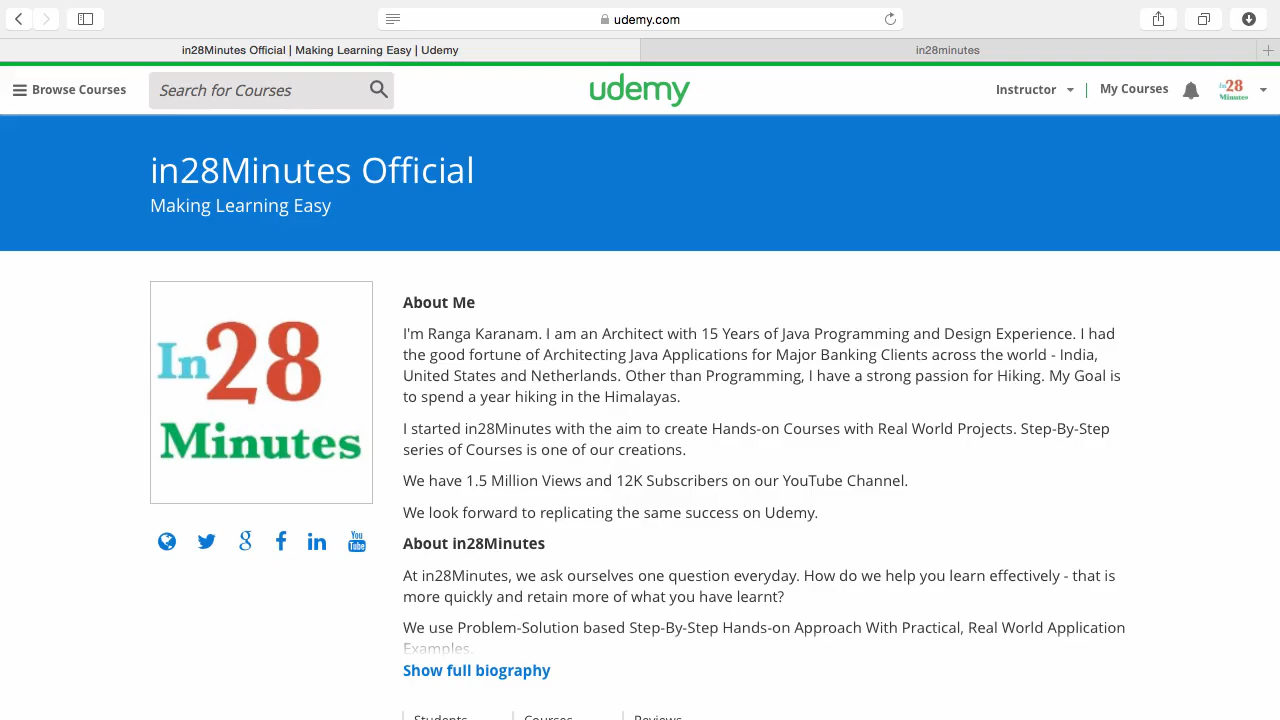 udemy.com
in28Minutes Official | Making Learning Easy | Udemy
in28minutes
Browse Courses
Search for Courses
udemy
Instructor
My Courses
In28
Minutes
in28Minutes Official
Making Learning Easy
In28
Minutes
About Me
I'm Ranga Karanam. I am an Architect with 15 Years of Java Programming and Design Experience. I had
the good fortune of Architecting Java Applications for Major Banking Clients across the world - India,
United States and Netherlands. Other than Programming, I have a strong passion for Hiking. My Goal is
to spend a year hiking in the Himalayas.
I started in28Minutes with the aim to create Hands-on Courses with Real World Projects. Step-By-Step
series of Courses is one of our creations.
We have 1.5 Million Views and 12K Subscribers on our YouTube Channel.
We look forward to replicating the same success on Udemy.
You
Tube
About in28Minutes
At in28Minutes, we ask ourselves one question everyday. How do we help you learn effectively - that is
more quickly and retain more of what you have learnt?
We use Problem-Solution based Step-By-Step Hands-on Approach With Practical, Real World Application
Examples.
Show full biography
Students
Courses
Reviews